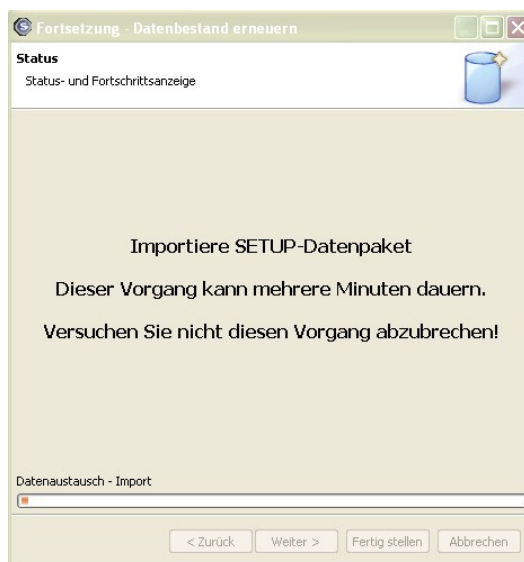 Fortsetzung - Datenbestand erneuern
Status
Status- und Fortschrittsanzeige
Importiere SETUP-Datenpaket
Dieser Vorgang kann mehrere Minuten dauern.
Versuchen Sie nicht diesen Vorgang abzubrechen!
Datenaustausch - Import
< Zurück Weiter > Fertig stellen Abbrechen